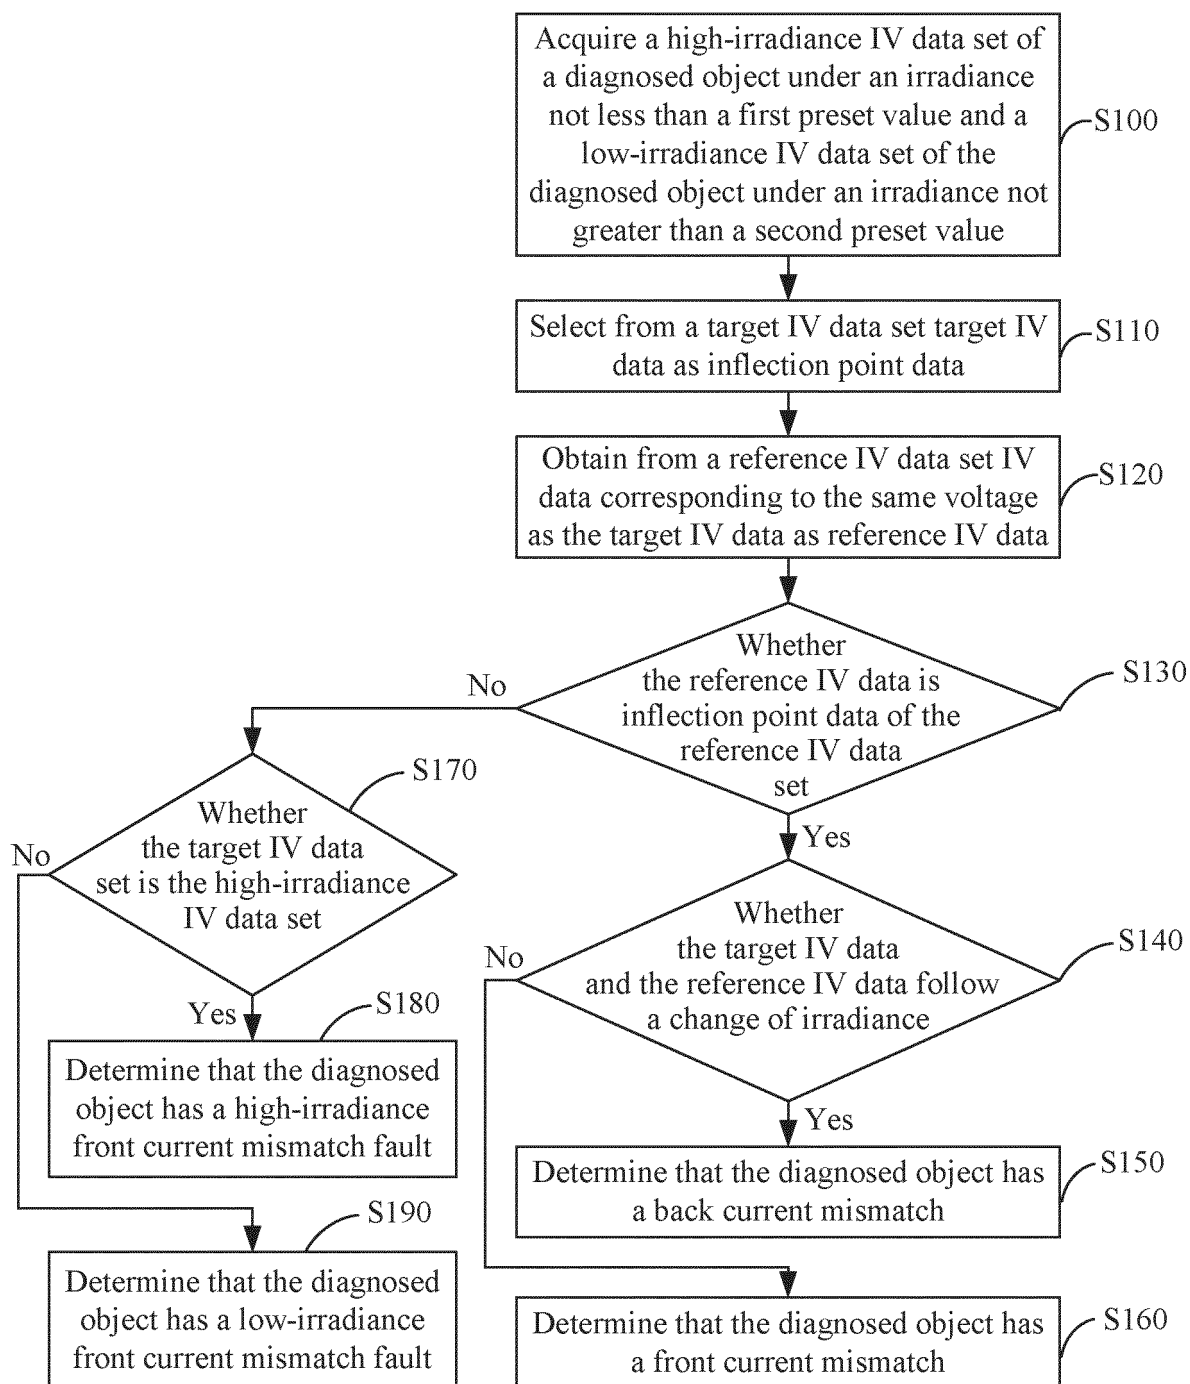 Acquire a high-irradiance IV data set of
a diagnosed object under an irradiance
not less than a first preset value and a
low-irradiance IV data set of the
diagnosed object under an irradiance not
greater than a second preset value
S100
Select from a target IV data set target IV
data as inflection point data
S110
Obtain from a reference IV data set IV
data corresponding to the same voltage
as the target IV data as reference IV data
S120
Whether
the reference IV data is
inflection point data of the
reference IV data
set
S130
No
Yes
S170
Whether
the target IV data
set is the high-irradiance
IV data set
No
Yes
Whether
the target IV data
and the reference IV data follow
a change of irradiance
S140
No
Yes
S180
Determine that the diagnosed
object has a high-irradiance
front current mismatch fault
Determine that the diagnosed object has
a back current mismatch
S150
S190
Determine that the diagnosed
object has a low-irradiance
front current mismatch fault
Determine that the diagnosed object has
a front current mismatch
S160